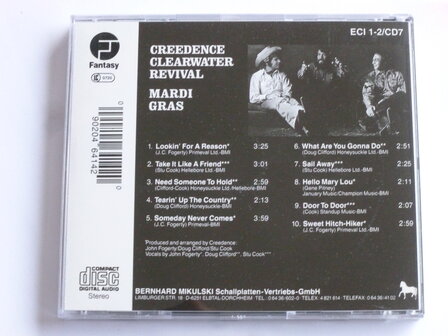 Fantasy
CREEDENCE
CLEARWATER
REVIVAL
MARDI
GRAS
ECI 1-2/CD7
1. Lookin' For A Reason* 3:25
(J.C. Fogerty) Primeval Ltd.-BMI
2. Take It Like A Friend*** 3:01
(Stu Cook) Hellebore Ltd.-BMI
3. Need Someone To Hold** 2:59
(Clifford-Cook) Honeysuckle Ltd./Hellebore-BMI
4. Tearin' Up The Country** 2:13
(Doug Clifford) Honeysuckle Ltd.-BMI
5. Someday Never Comes* 3:59
(J.C. Fogerty) Primeval-BMI
6. What Are You Gonna Do** 2:51
(Doug Clifford) Honeysuckle Ltd.-BMI
7. Sail Away*** 2:25
(Stu Cook) Hellebore Ltd.-BMI
8. Hello Mary Lou* 2:11
(Gene Pitney)
January Music/Champion Music-BMI
9. Door To Door*** 2:07
(Cook) Standup Music-BMI
10. Sweet Hitch-Hiker* 2:59
(J.C. Fogerty) Primeval Ltd.-BMI
Produced and arranged by Creedence:
John Fogerty/Doug Clifford/Stu Cook
Vocals by John Fogerty*, Doug Clifford**, Stu Cook***
0 90204 64142
COMPACT
disc
DIGITAL AUDIO
Stereo
BERNHARD MIKULSKI Schallplatten-Vertriebs-GmbH